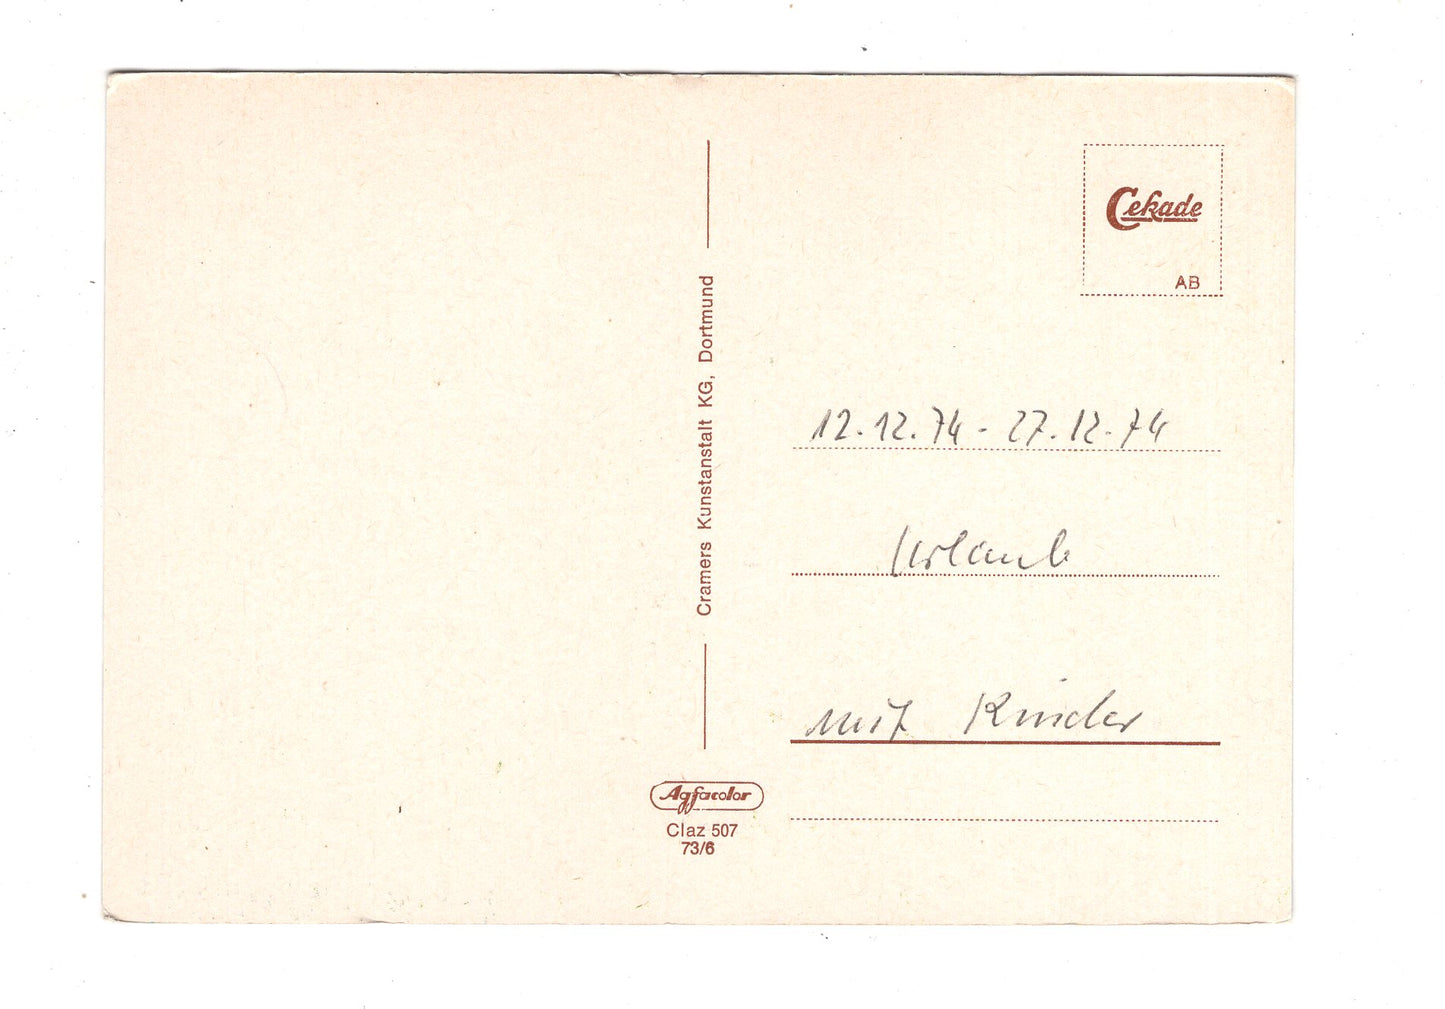 Cekade
AB
Cramers Kunstanstalt KG, Dortmund
12.12.74 - 27.12.74
Urlaub
mit Kinder
Agfacolor
Claz 507
73/6